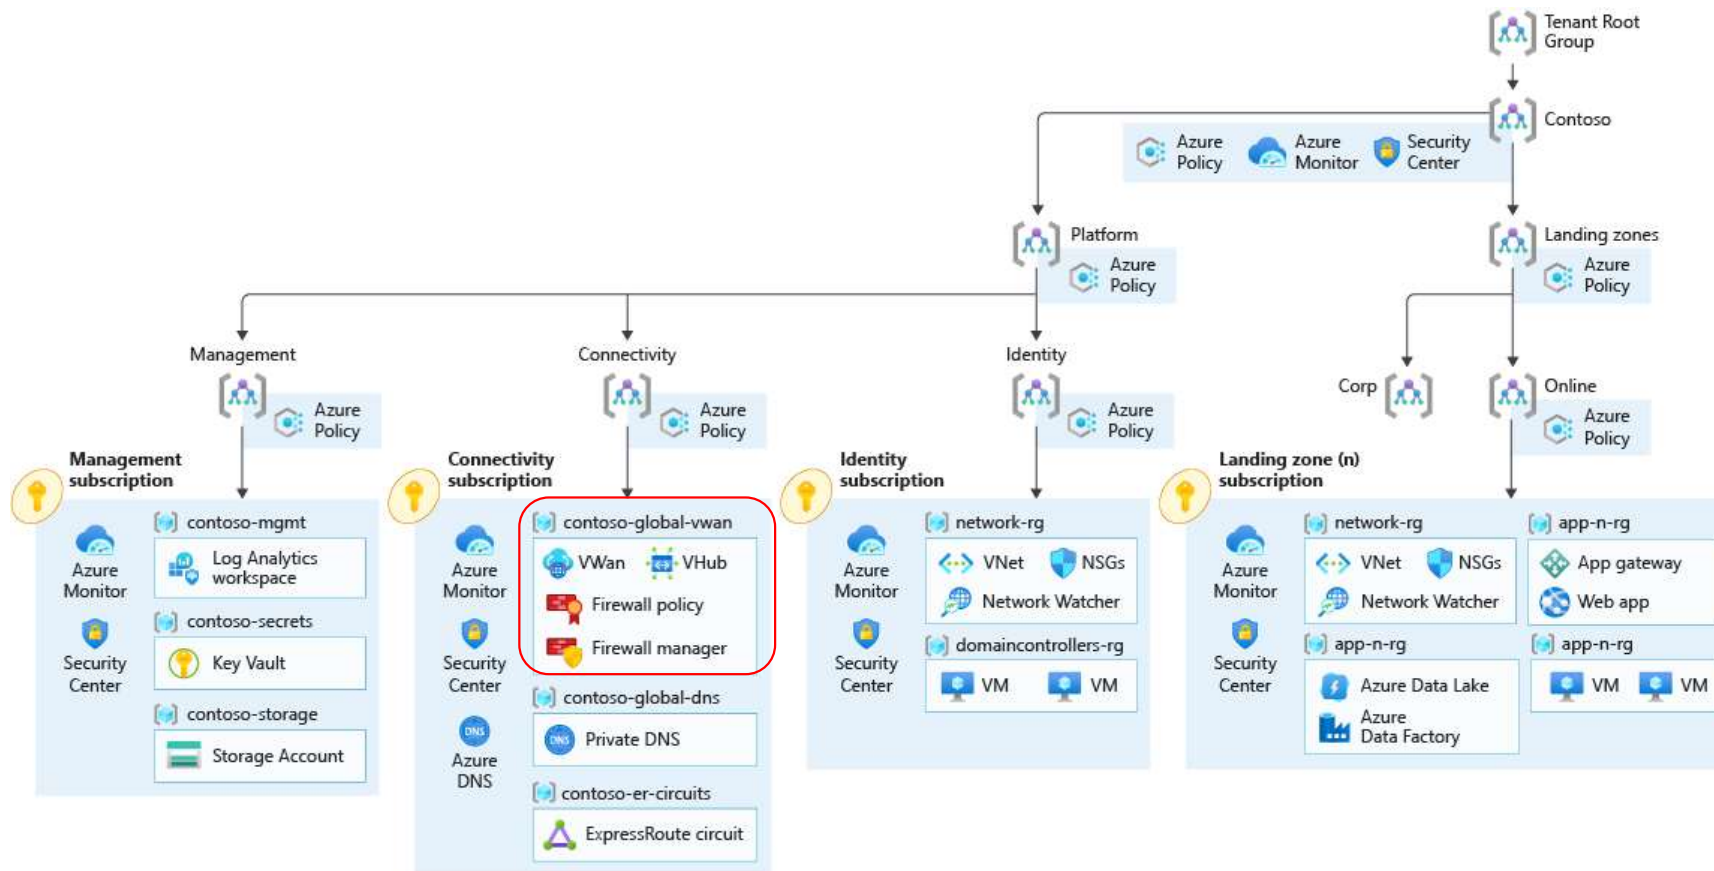 Tenant Root
Group
Contoso
Azure
Policy
Azure
Monitor
Security
Center
Platform
Azure
Policy
Landing zones
Azure
Policy
Management
Azure
Policy
Connectivity
Azure
Policy
Identity
Azure
Policy
Corp
Online
Azure
Policy
Management
subscription
Azure
Monitor
Security
Center
contoso-mgmt
Log Analytics
workspace
contoso-secrets
Key Vault
contoso-storage
Storage Account
Connectivity
subscription
Azure
Monitor
Security
Center
DNS
Azure
DNS
contoso-global-vwan
VWan
VHub
Firewall policy
Firewall manager
contoso-global-dns
DNS
Private DNS
contoso-er-circuits
ExpressRoute circuit
Identity
subscription
Azure
Monitor
Security
Center
network-rg
VNet
NSGs
Network Watcher
domaincontrollers-rg
VM
VM
Landing zone (n)
subscription
Azure
Monitor
Security
Center
network-rg
VNet
NSGs
Network Watcher
app-n-rg
Azure Data Lake
Azure
Data Factory
app-n-rg
App gateway
Web app
app-n-rg
VM
VM